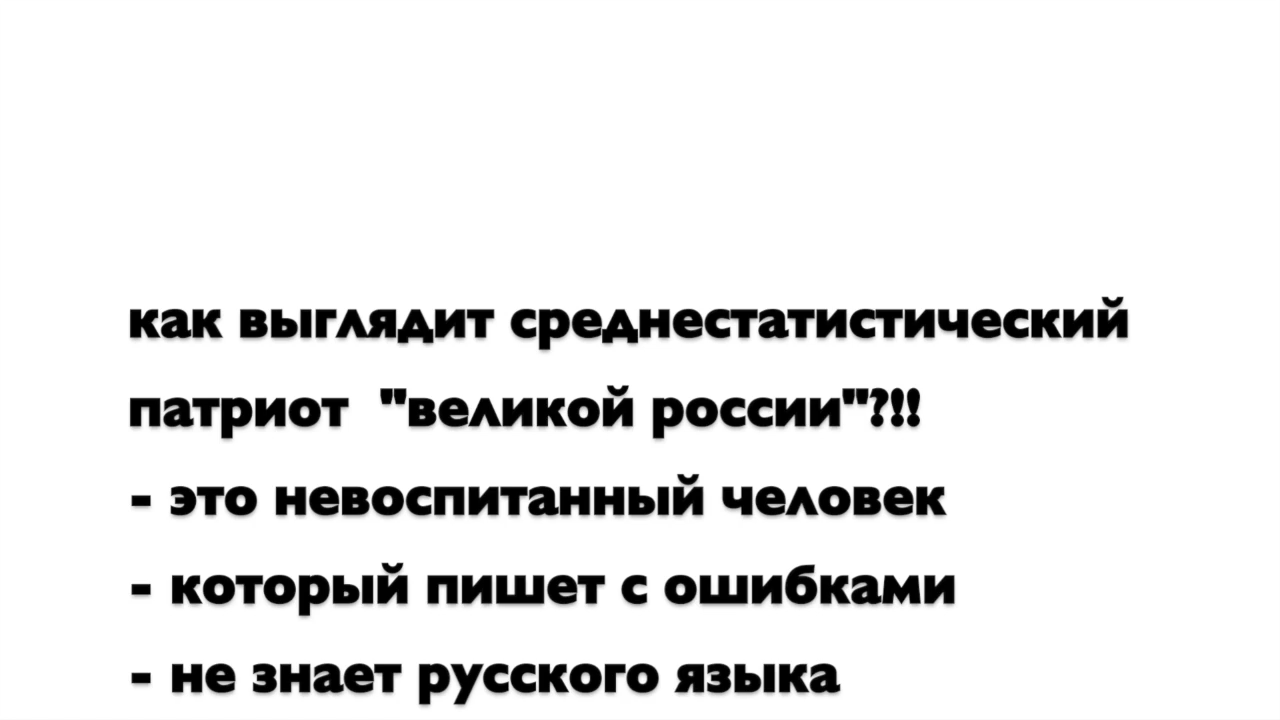 как выглядит среднестатистический
патриот "великой россии"?!!
- это невоспитанный человек
- который пишет с ошибками
- не знает русского языка